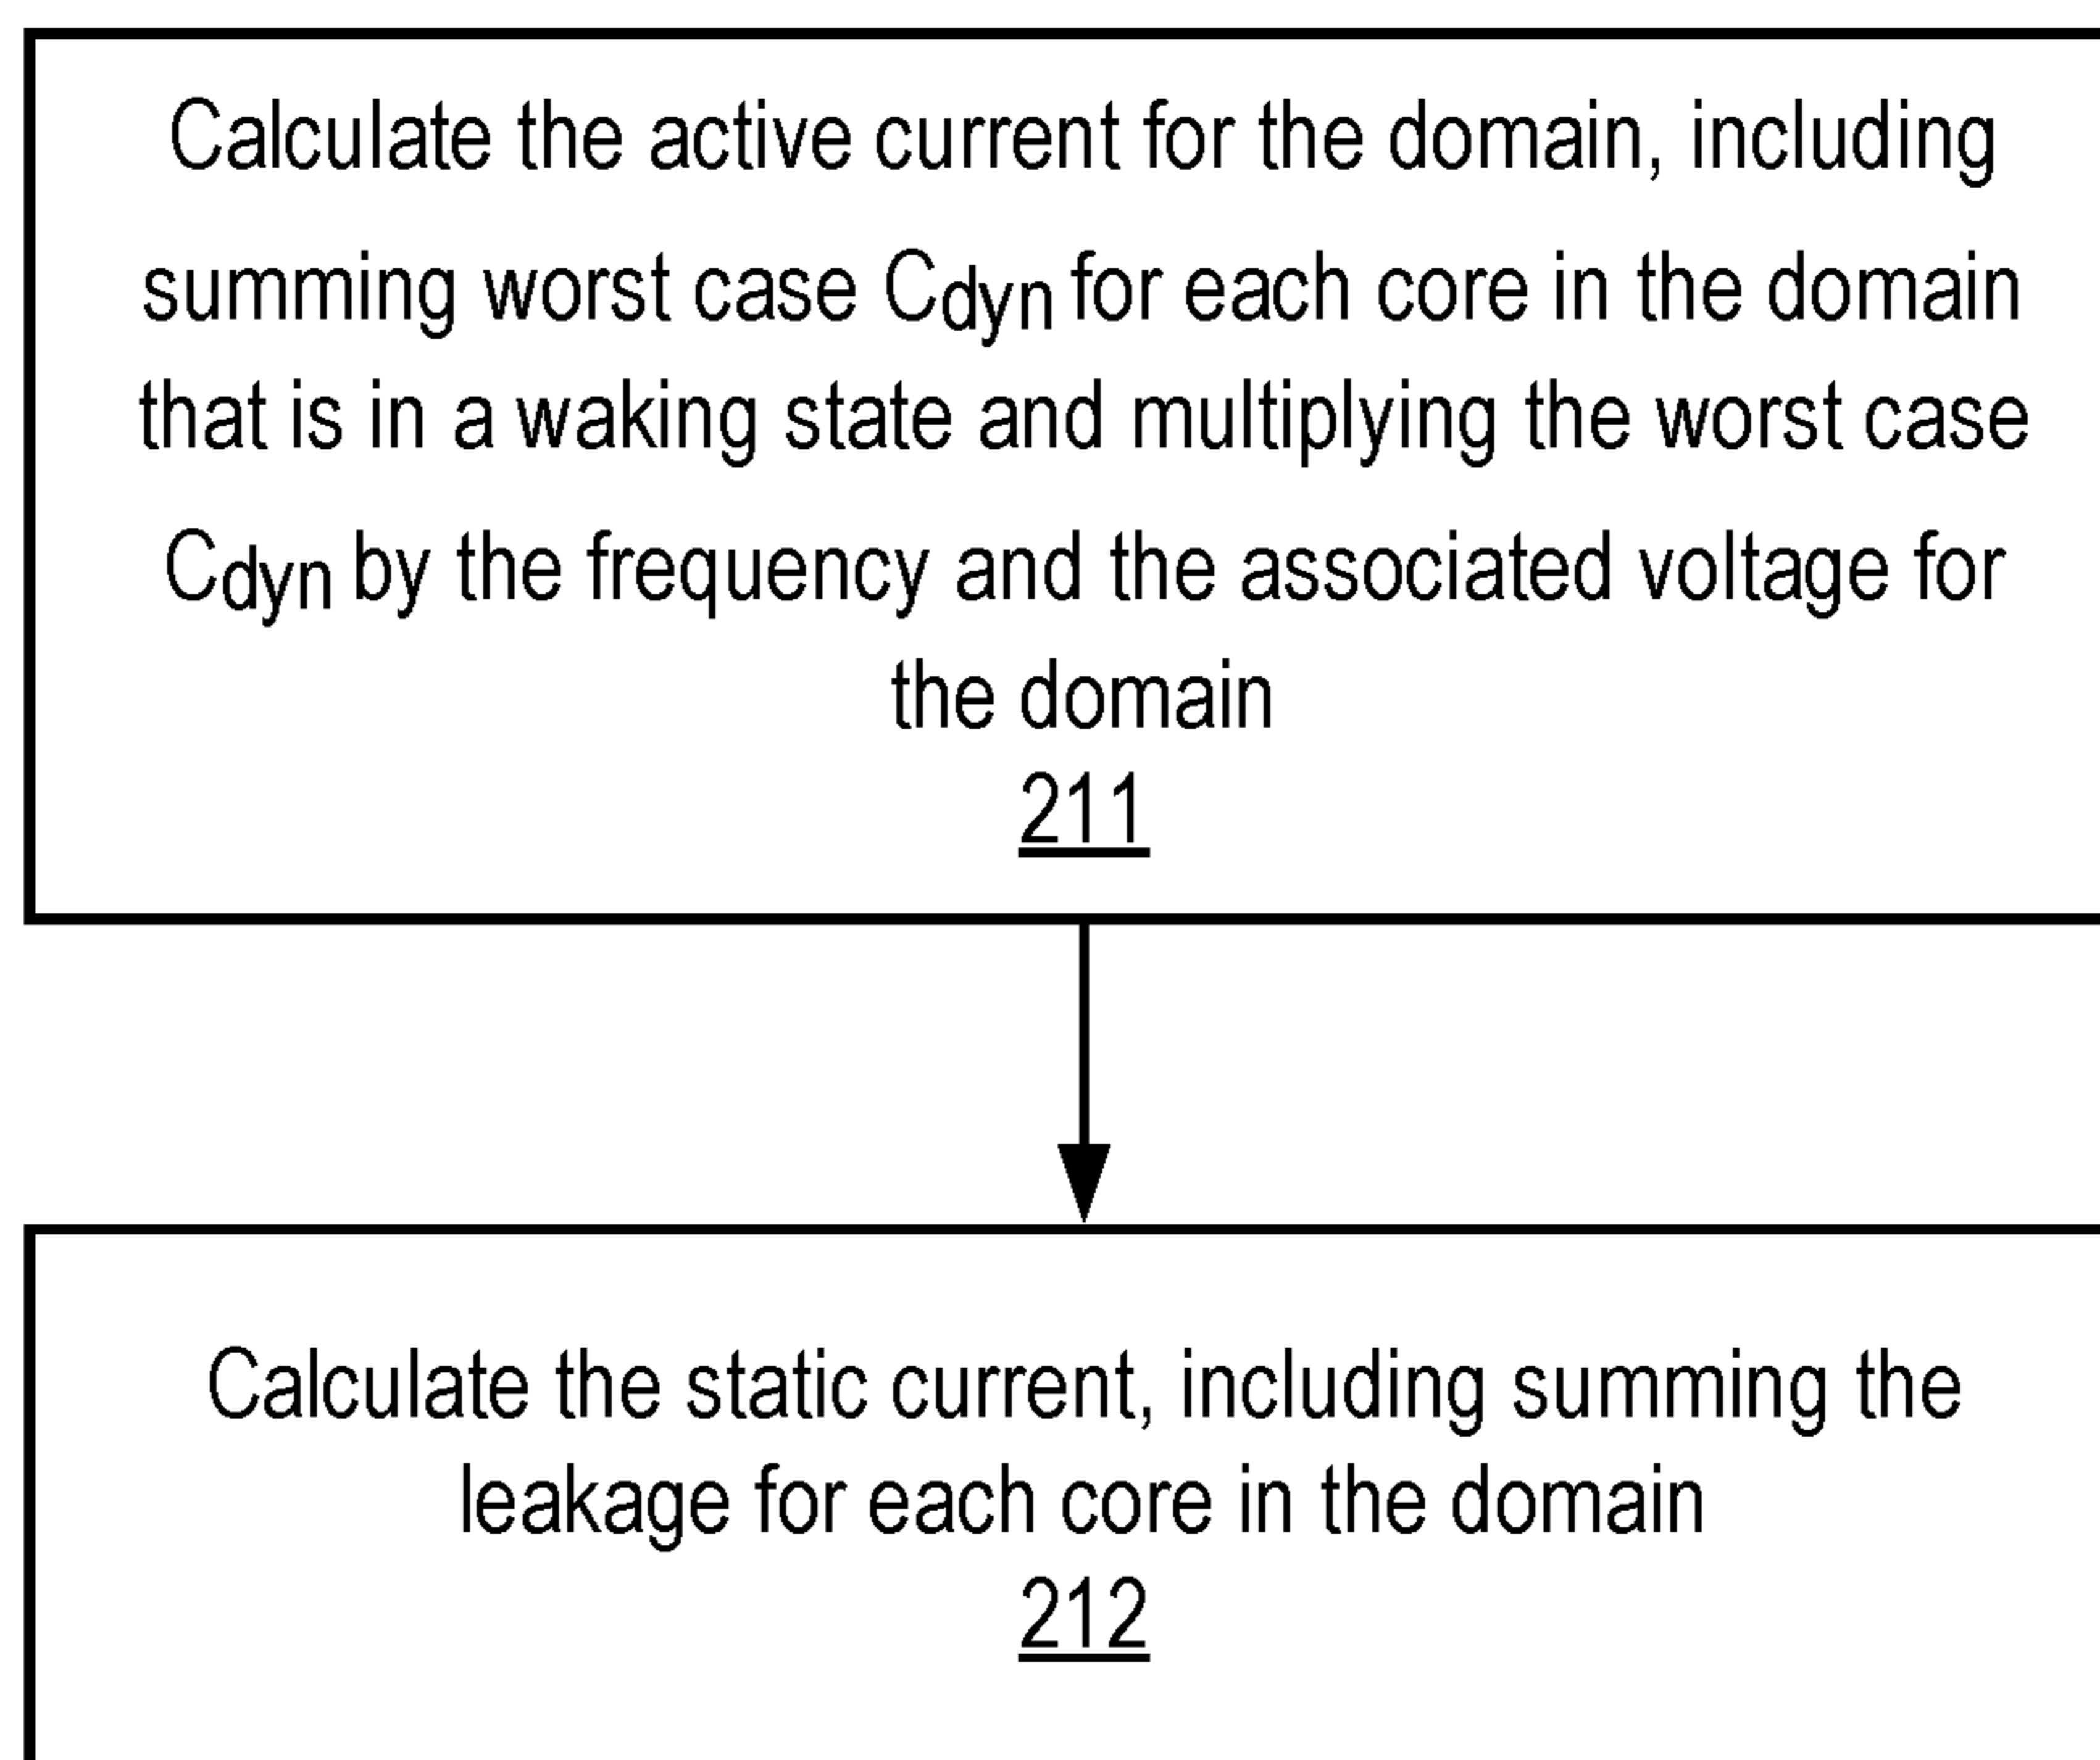 Calculate the active current for the domain, including
summing worst case Cdyn for each core in the domain
that is in a waking state and multiplying the worst case
Cdyn by the frequency and the associated voltage for
the domain
211
Calculate the static current, including summing the
leakage for each core in the domain
212